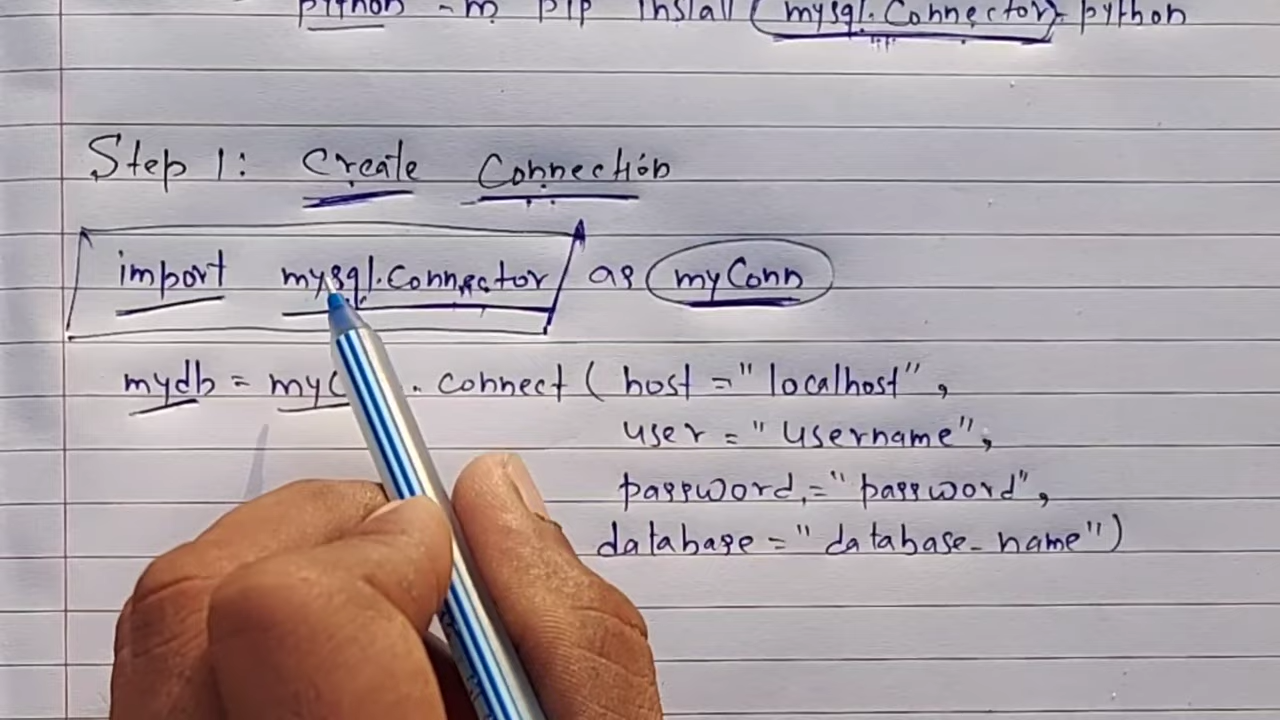 python -m pip install (mysql.Connector)-python
Step 1: Create Connection
import mysql.Connector as myConn
mydb = myC . connect ( host = "localhost",
user = "username",
password = "password",
database = "database_name")